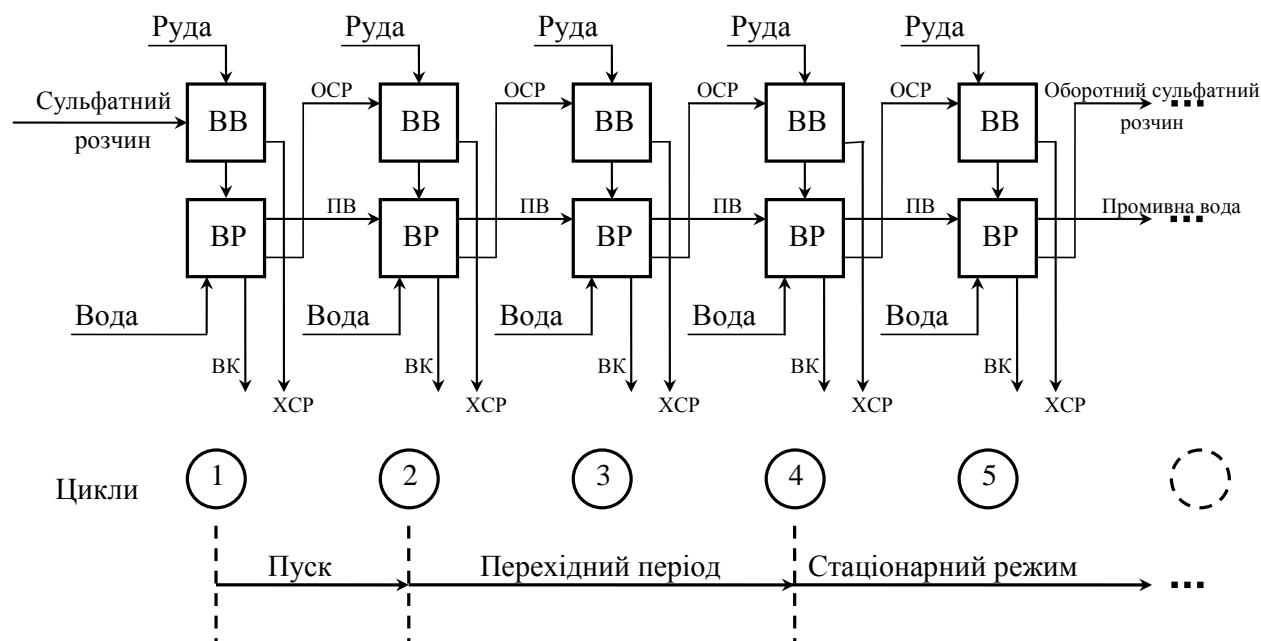 Руда Руда Руда Руда Руда
ОСР ОСР ОСР ОСР Оборотний сульфатний
розчин
Сульфатний
розчин
ВВ ВВ ВВ ВВ ВВ
...
ПВ ПВ ПВ ПВ Промивна вода
...
ВР ВР ВР ВР ВР
Вода Вода Вода Вода Вода
ВК ВК ВК ВК ВК
ХСР ХСР ХСР ХСР ХСР
Цикли 1 2 3 4 5
Пуск Перехідний період Стаціонарний режим ...